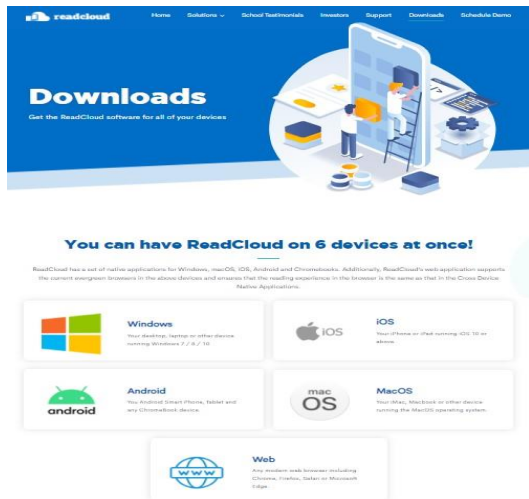 readcloud
Home Solutions School Testimonials Investors Support Downloads Schedule Demo
Downloads
Get the ReadCloud software for all of your devices
You can have ReadCloud on 6 devices at once!
ReadCloud has a set of native applications for Windows, macOS, iOS, Android and Chromebooks. Additionally, ReadCloud's web application supports
the current evergreen browsers in the above devices and ensures that the reading experience in the browser is the same as that in the Cross Device
Native Applications.
Windows
Your desktop, laptop or other device
running Windows 7 / 8 / 10
iOS
iOS
Your iPhone or iPad running iOS 10 or
above.
android
Android
You Android Smart Phone, Tablet and
any ChromeBook device.
mac
OS
MacOS
Your iMac, Macbook or other device
running the MacOS operating system.
WWW
Web
Any modern web browser including
Chrome, Firefox, Safari or Microsoft
Edge.